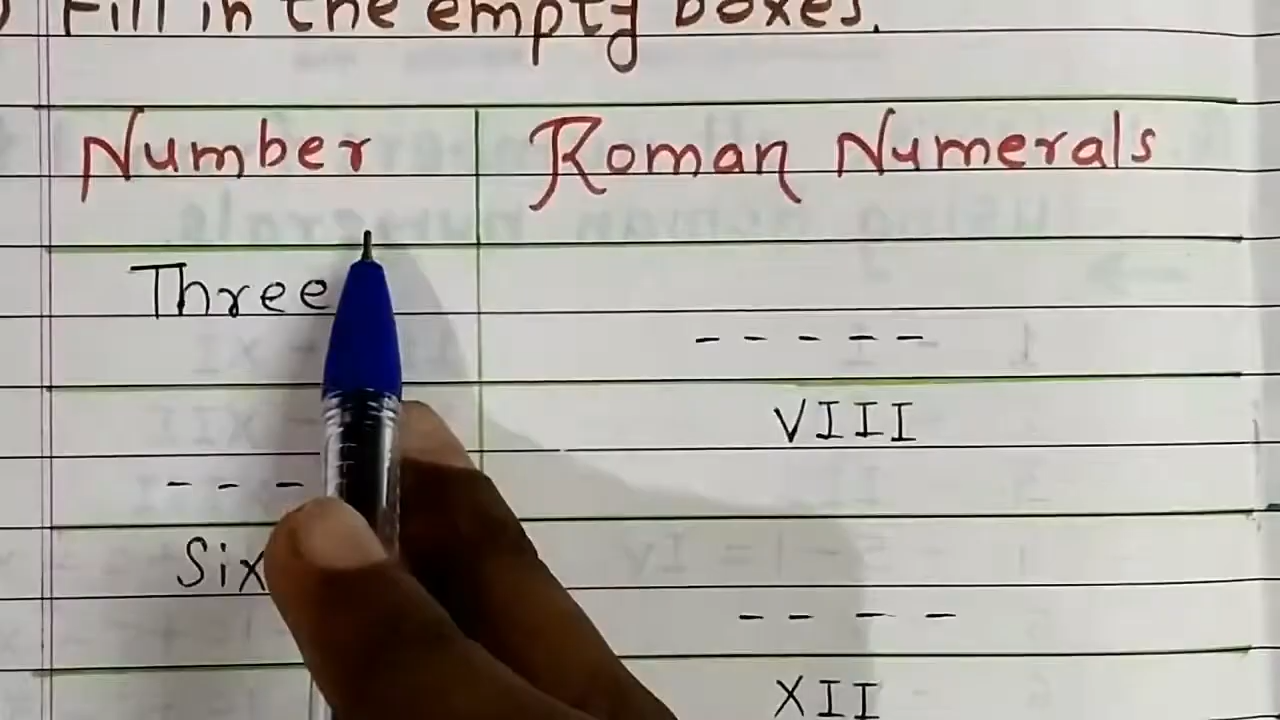 Fill in the empty boxes.
Number Roman Numerals
Three
- - - - -
VIII
- - -
Six
- - - -
XII